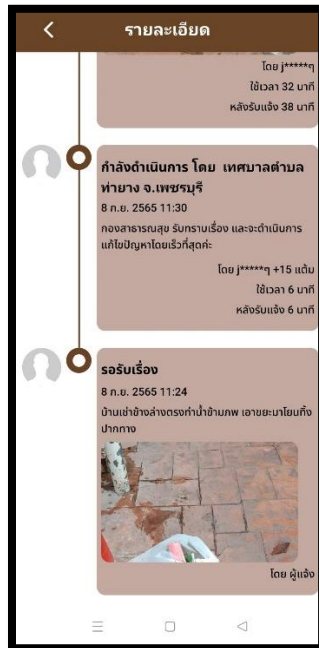 รายละเอียด
โดย j*****ๆ
ใช้เวลา 32 นาที
หลังรับแจ้ง 38 นาที
กำลังดำเนินการ โดย เทศบาลตำบล
ท่ายาง จ.เพชรบุรี
8 ก.ย. 2565 11:30
กองสาธารณสุข รับทราบเรื่อง และจะดำเนินการ
แก้ไขปัญหาโดยเร็วที่สุดค่ะ
โดย j*****ๆ +15 แต้ม
ใช้เวลา 6 นาที
หลังรับแจ้ง 6 นาที
รอรับเรื่อง
8 ก.ย. 2565 11:24
บ้านเช่าข้างล่างตรงท่าน้ำข้ามภพ เอาขยะมาโยนทิ้ง
ปากทาง
โดย ผู้แจ้ง